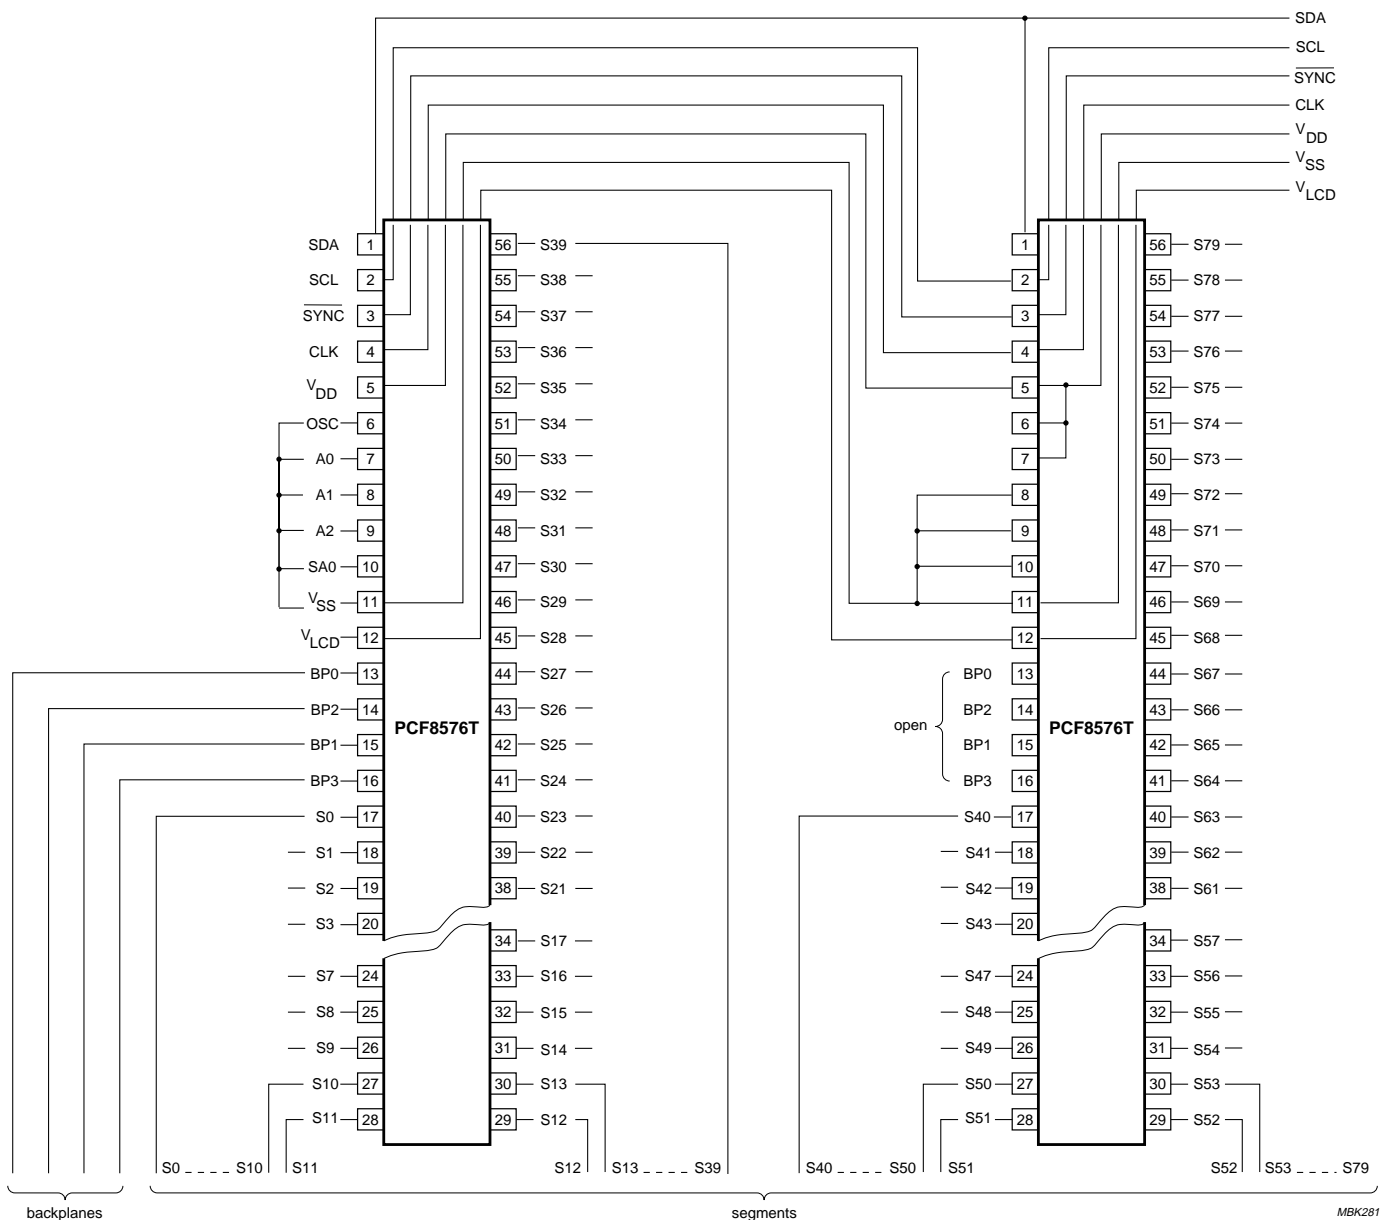 SDA
SCL
SYNC
CLK
VDD
VSS
VLCD
SDA 1 56 S39 1 56 S79
SCL 2 55 S38 2 55 S78
SYNC 3 54 S37 3 54 S77
CLK 4 53 S36 4 53 S76
VDD 5 52 S35 5 52 S75
OSC 6 51 S34 6 51 S74
A0 7 50 S33 7 50 S73
A1 8 49 S32 8 49 S72
A2 9 48 S31 9 48 S71
SA0 10 47 S30 10 47 S70
VSS 11 46 S29 11 46 S69
VLCD 12 45 S28 12 45 S68
BP0 13 44 S27 BP0 13 44 S67
BP2 14 43 S26 BP2 14 43 S66
PCF8576T open PCF8576T
BP1 15 42 S25 BP1 15 42 S65
BP3 16 41 S24 BP3 16 41 S64
S0 17 40 S23 S40 17 40 S63
S1 18 39 S22 S41 18 39 S62
S2 19 38 S21 S42 19 38 S61
S3 20 S43 20
34 S17 34 S57
S7 24 33 S16 S47 24 33 S56
S8 25 32 S15 S48 25 32 S55
S9 26 31 S14 S49 26 31 S54
S10 27 30 S13 S50 27 30 S53
S11 28 29 S12 S51 28 29 S52
S0 S10 S11 S12 S13 S39 S40 S50 S51 S52 S53 S79
backplanes segments MBK281